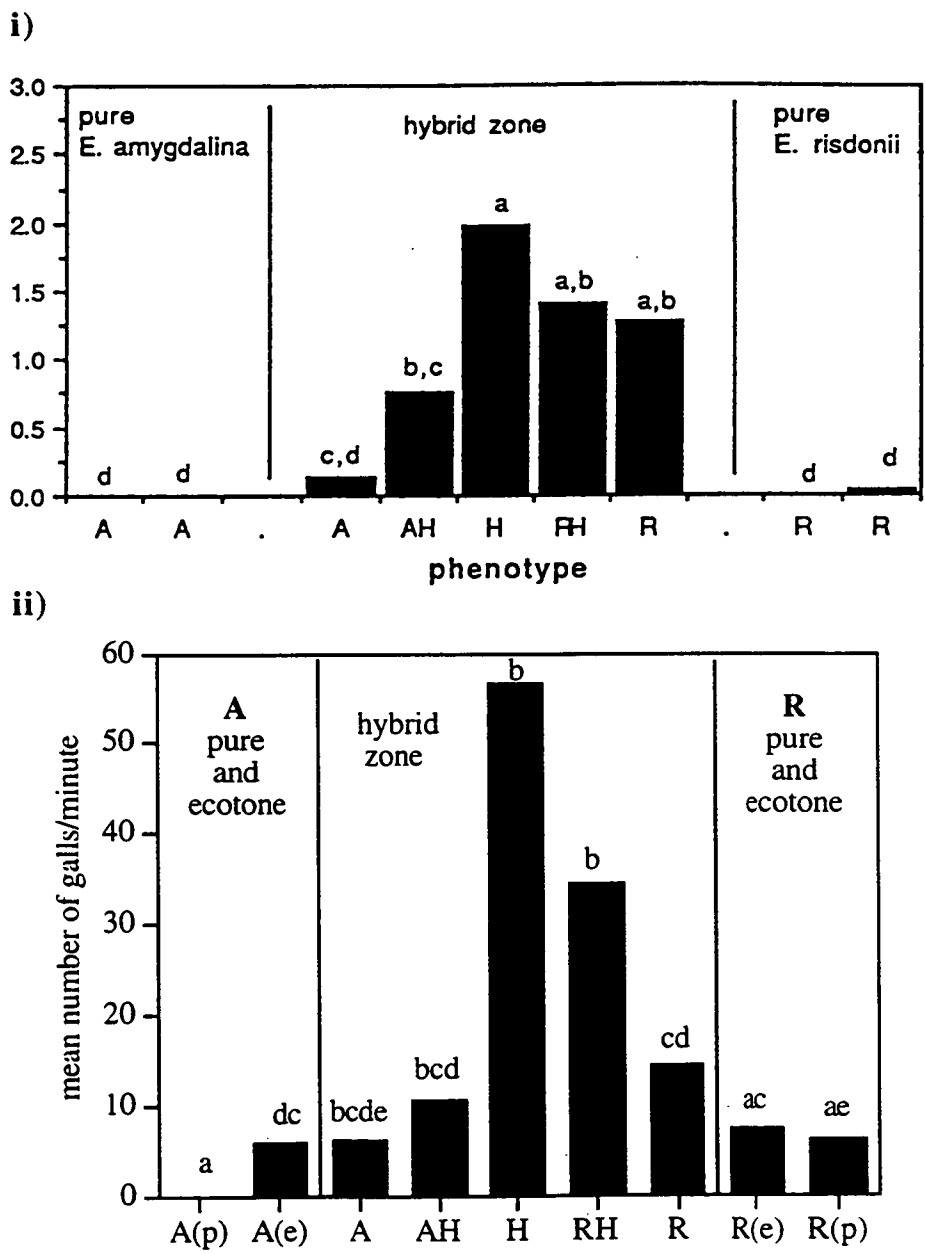 i)
3.0
2.5
2.0
1.5
1.0
0.5
0.0
pure
E. amygdalina
hybrid zone
pure
E. risdonii
d d c,d b,c a a,b a,b d d
A A . A AH H RH R . R R
phenotype
ii)
mean number of galls/minute
60
50
40
30
20
10
0
A
pure
and
ecotone
hybrid
zone
R
pure
and
ecotone
a dc bcde bcd b b cd ac ae
A(p) A(e) A AH H RH R R(e) R(p)